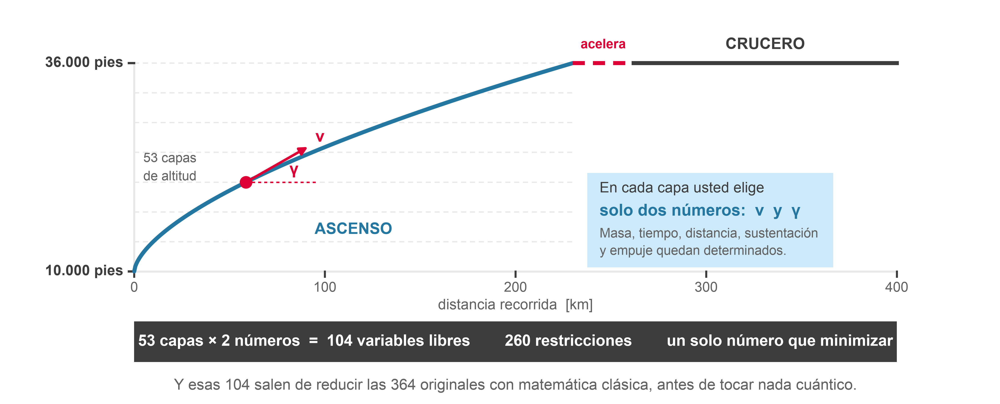 acelera
CRUCERO
36.000 pies
v
γ
53 capas
de altitud
En cada capa usted elige
solo dos números: v y γ
Masa, tiempo, distancia, sustentación
y empuje quedan determinados.
ASCENSO
10.000 pies
0 100 200 300 400
distancia recorrida [km]
53 capas × 2 números = 104 variables libres 260 restricciones un solo número que minimizar
Y esas 104 salen de reducir las 364 originales con matemática clásica, antes de tocar nada cuántico.